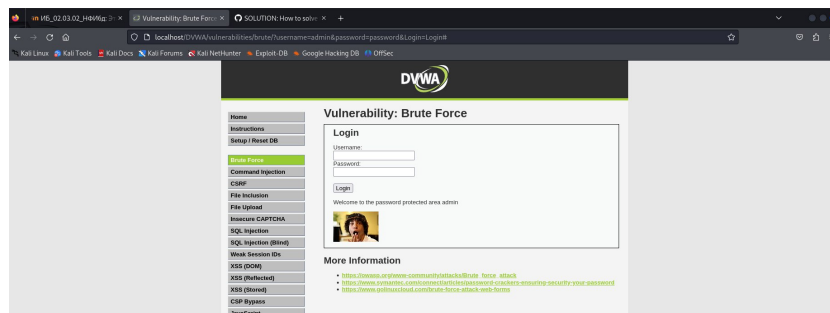 ИБ_02.03.02_НФИбд: Эт
Vulnerability: Brute Force
SOLUTION: How to solve
localhost/DVWA/vulnerabilities/brute/?username=admin&password=password&Login=Login#
Kali Linux Kali Tools Kali Docs Kali Forums Kali NetHunter Exploit-DB Google Hacking DB OffSec
DVWA
Home
Instructions
Setup / Reset DB
Brute Force
Command Injection
CSRF
File Inclusion
File Upload
Insecure CAPTCHA
SQL Injection
SQL Injection (Blind)
Weak Session IDs
XSS (DOM)
XSS (Reflected)
XSS (Stored)
CSP Bypass
JavaScript
Vulnerability: Brute Force
Login
Username:
Password:
Login
Welcome to the password protected area admin
More Information
https://owasp.org/www-community/attacks/Brute_force_attack
https://www.symantec.com/connect/articles/password-crackers-ensuring-security-your-password
https://www.golinuxcloud.com/brute-force-attack-web-forms